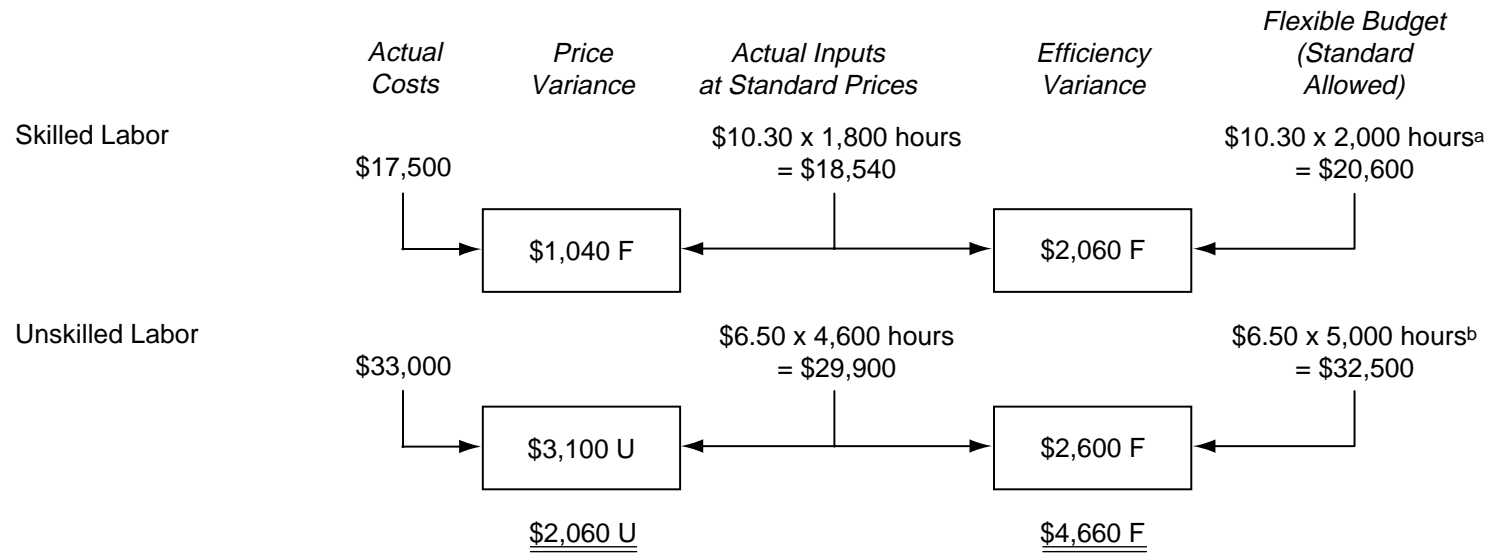 Actual Costs
Price Variance
Actual Inputs at Standard Prices
Efficiency Variance
Flexible Budget (Standard Allowed)
Skilled Labor
$17,500
$10.30 x 1,800 hours
= $18,540
$10.30 x 2,000 hoursa
= $20,600
$1,040 F
$2,060 F
Unskilled Labor
$33,000
$6.50 x 4,600 hours
= $29,900
$6.50 x 5,000 hoursb
= $32,500
$3,100 U
$2,600 F
$2,060 U
$4,660 F